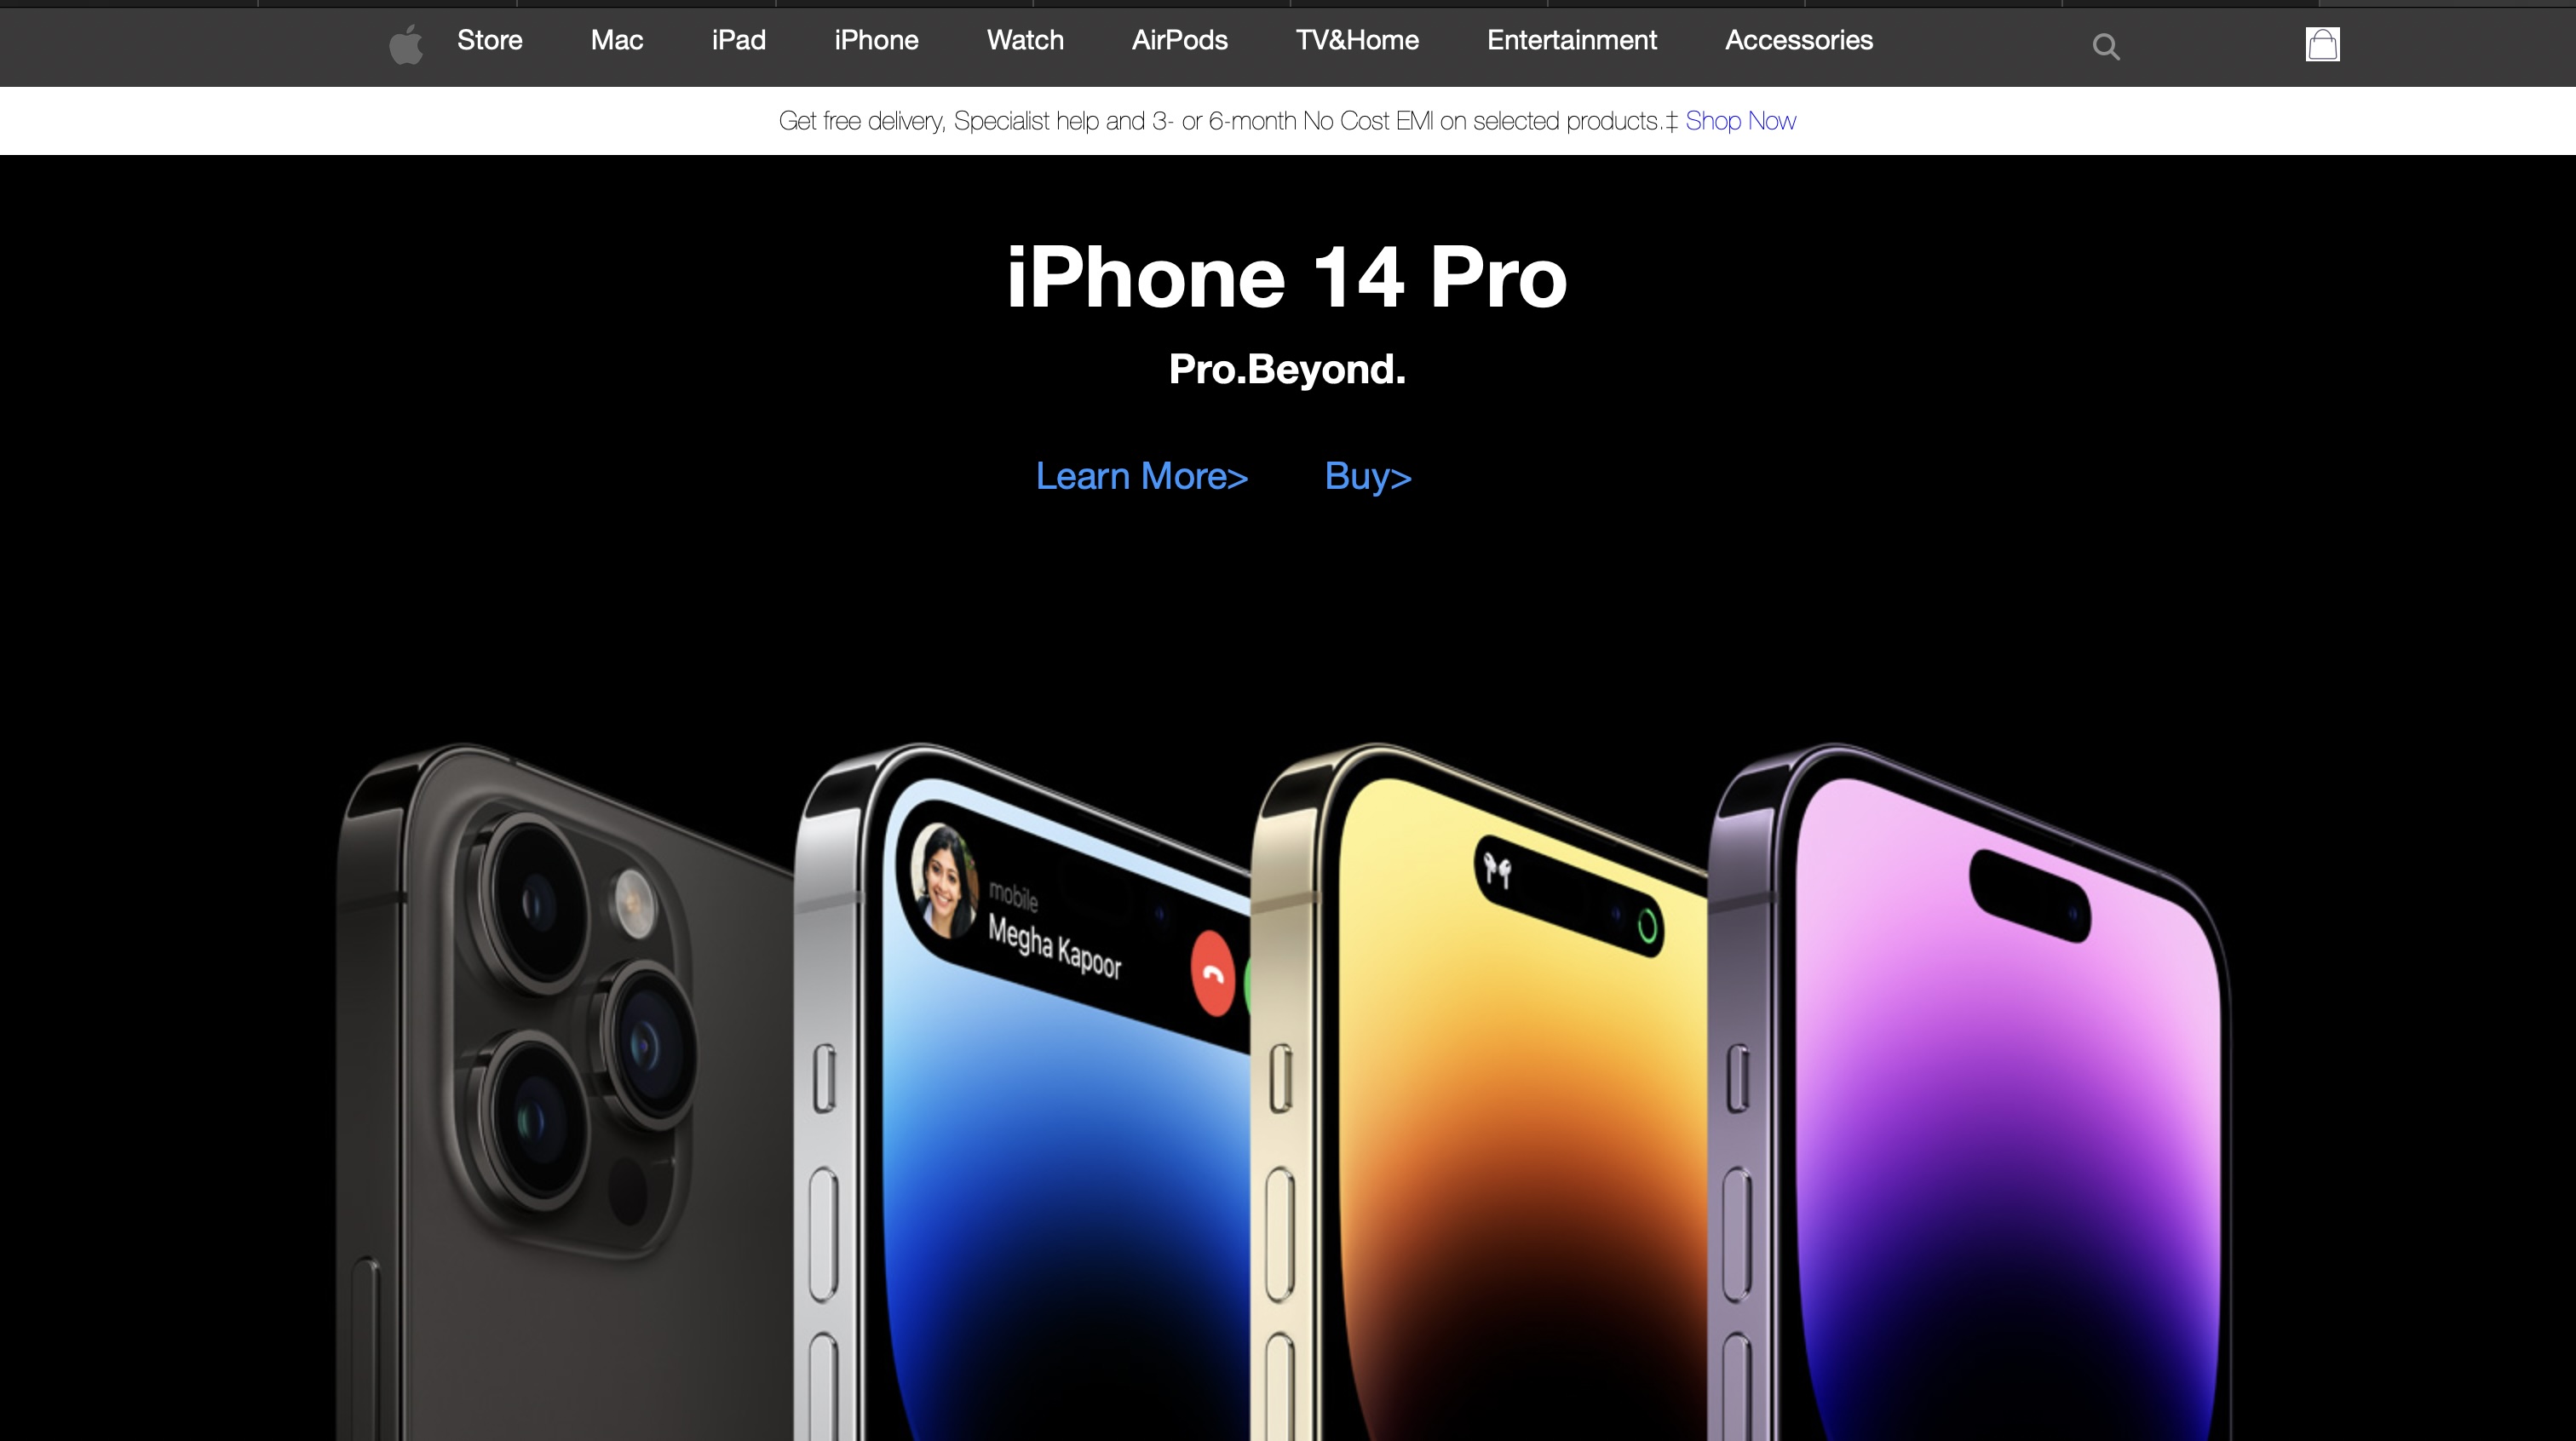 Store Mac iPad iPhone Watch AirPods TV&Home Entertainment Accessories
Get free delivery, Specialist help and 3- or 6-month No Cost EMI on selected products.‡ Shop Now
iPhone 14 Pro
Pro.Beyond.
Learn More> Buy>
mobile
Megha Kapoor